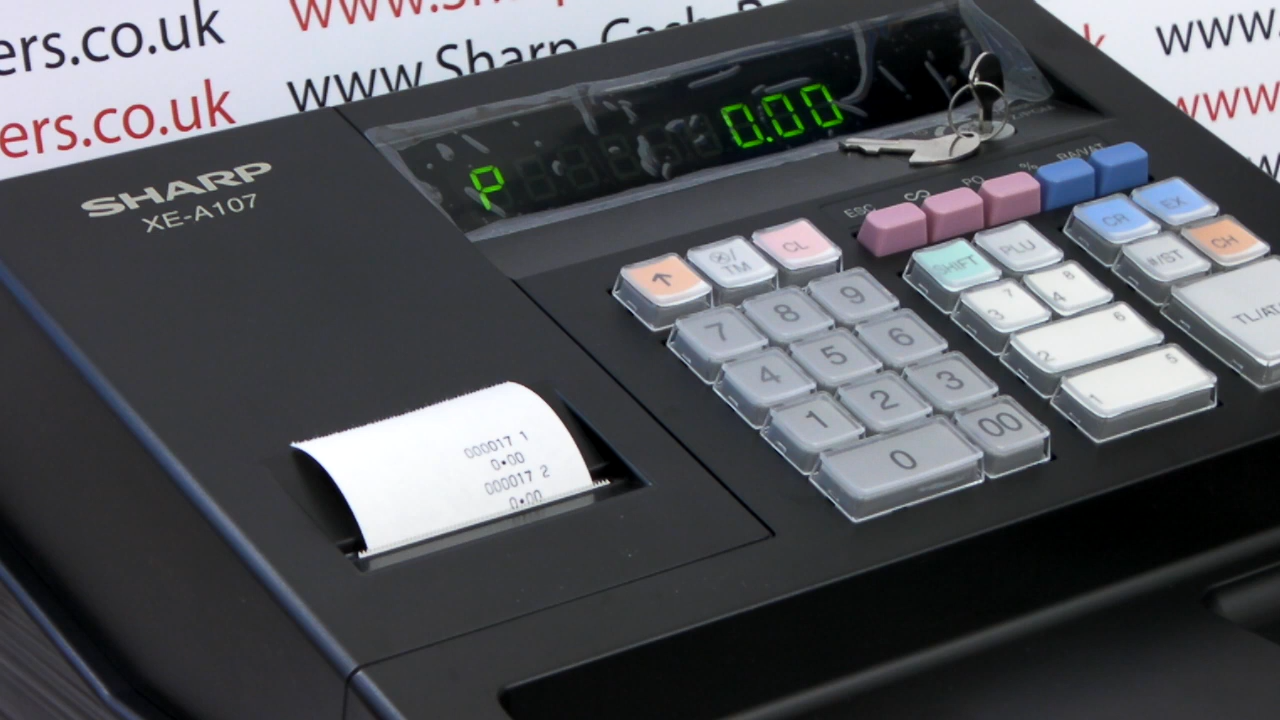 ers.co.uk
www.Sharp
ers.co.uk
www.Sharp Cash
www.
www.
SHARP
XE-A107
P 0.00
ESC ∞ PO % RA/VAT
↑ ⊗/TM CL
SHIFT PLU
CR EX
#/ST CH
7 8 9
4 5 6
1 2 3
0 00
3 7
4 8
2 6
1 5
TL/AT
000017 1
0•00
000017 2
0•00